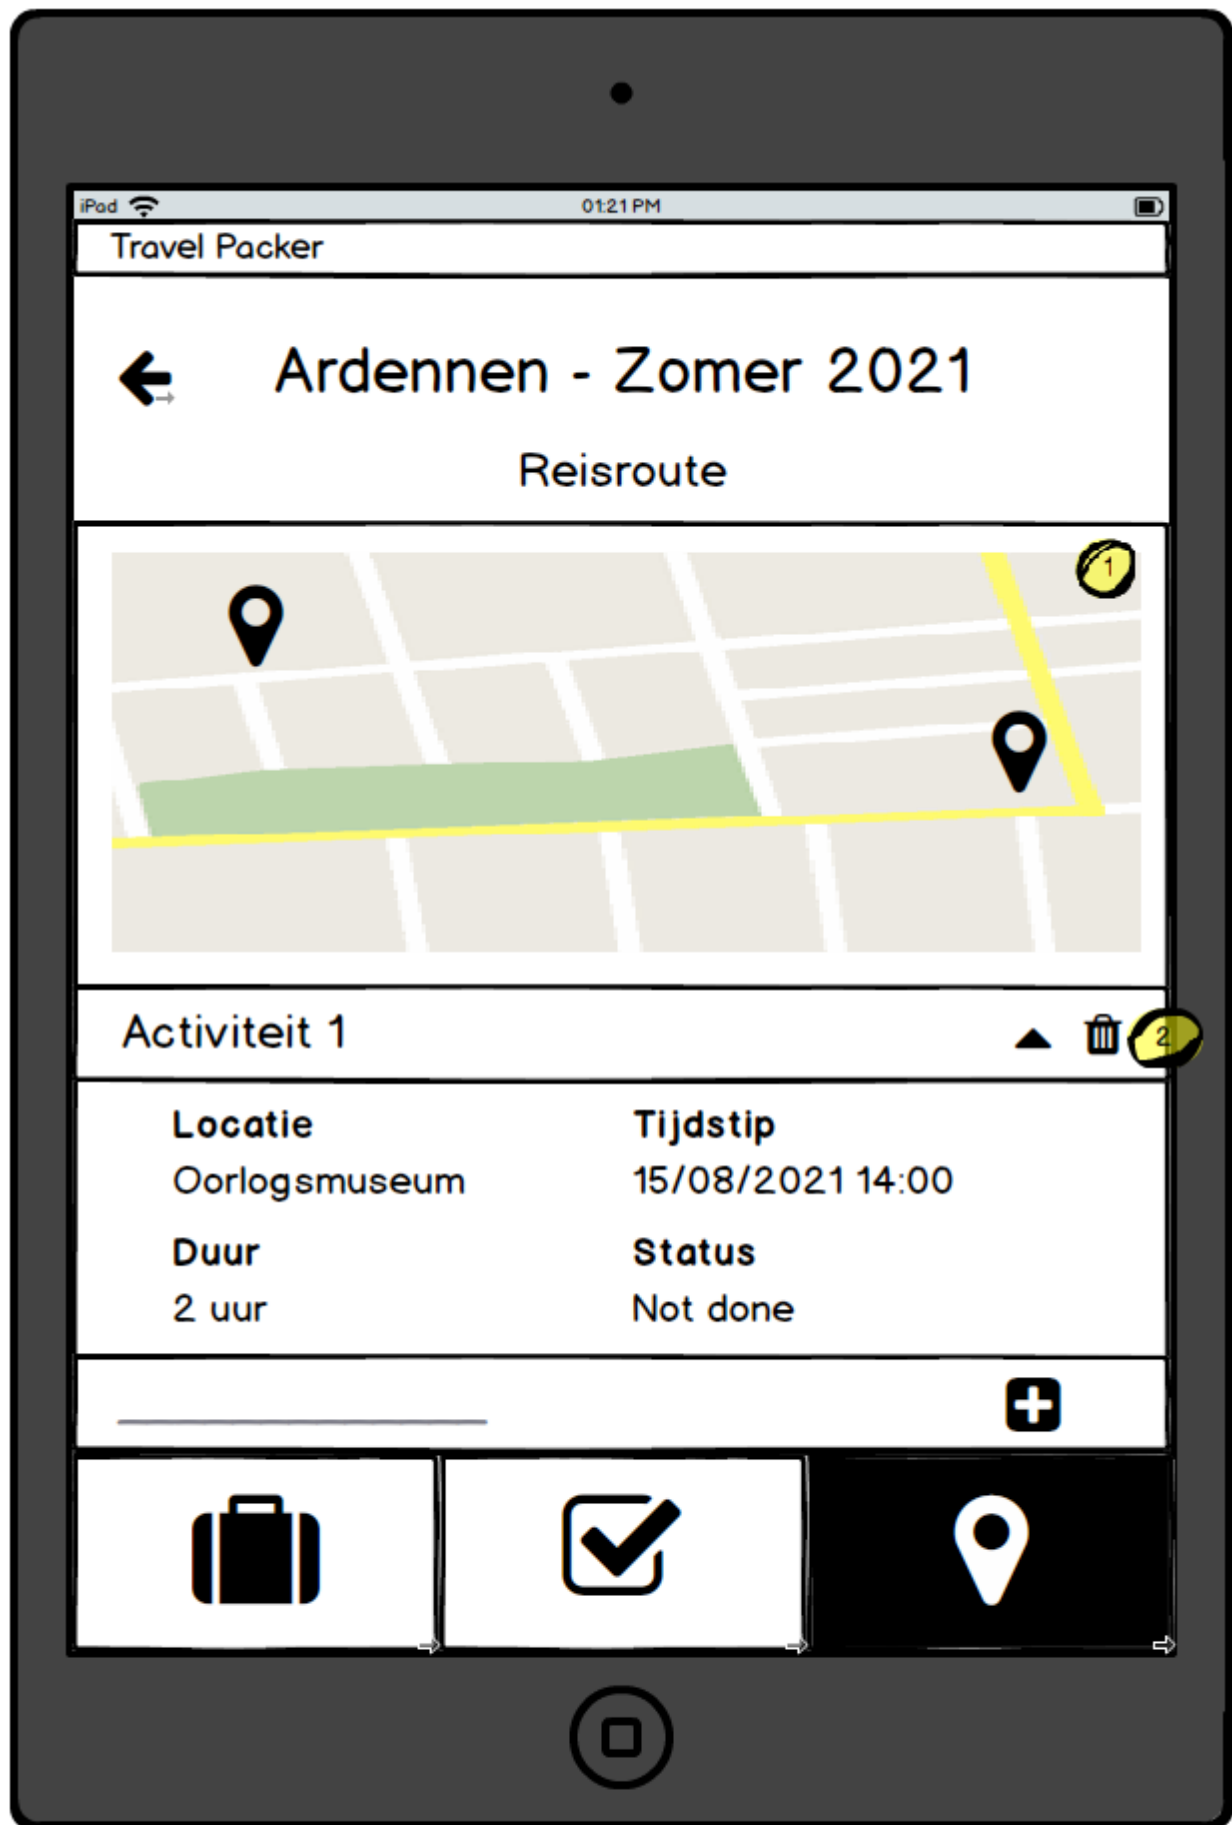 iPad 01:21 PM
Travel Packer
Ardennen - Zomer 2021
Reisroute
1
Activiteit 1
2
Locatie Tijdstip
Oorlogsmuseum 15/08/2021 14:00
Duur Status
2 uur Not done